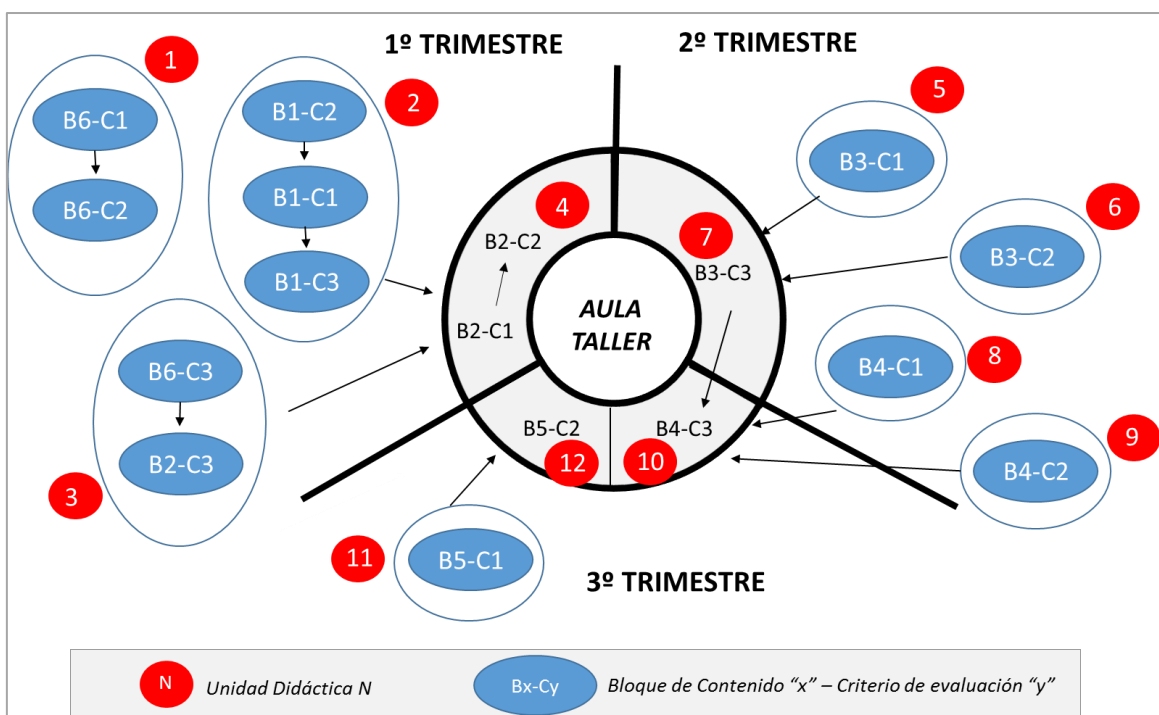 1º TRIMESTRE
2º TRIMESTRE
1
B6-C1
B6-C2
2
B1-C2
B1-C1
B1-C3
3
B6-C3
B2-C3
4
B2-C2
B2-C1
AULA
TALLER
5
B3-C1
6
B3-C2
7
B3-C3
8
B4-C1
9
B4-C2
B4-C3
10
B5-C2
12
11
B5-C1
3º TRIMESTRE
N
Unidad Didáctica N
Bx-Cy
Bloque de Contenido “x” – Criterio de evaluación “y”